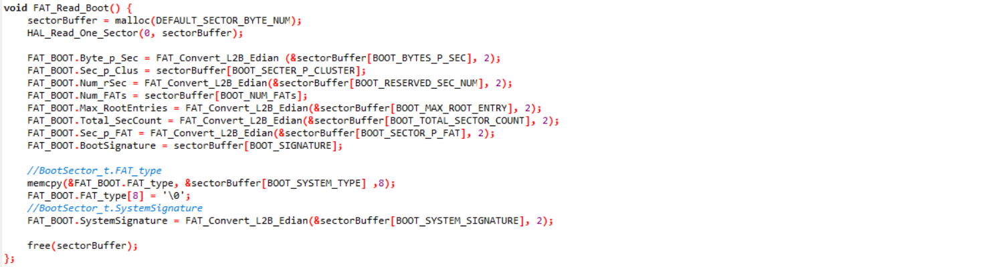 void FAT_Read_Boot() {
    sectorBuffer = malloc(DEFAULT_SECTOR_BYTE_NUM);
    HAL_Read_One_Sector(0, sectorBuffer);

    FAT_BOOT.Byte_p_Sec = FAT_Convert_L2B_Edian (&sectorBuffer[BOOT_BYTES_P_SEC], 2);
    FAT_BOOT.Sec_p_Clus = sectorBuffer[BOOT_SECTER_P_CLUSTER];
    FAT_BOOT.Num_rSec = FAT_Convert_L2B_Edian(&sectorBuffer[BOOT_RESERVED_SEC_NUM], 2);
    FAT_BOOT.Num_FATs = sectorBuffer[BOOT_NUM_FATs];
    FAT_BOOT.Max_RootEntries = FAT_Convert_L2B_Edian(&sectorBuffer[BOOT_MAX_ROOT_ENTRY], 2);
    FAT_BOOT.Total_SecCount = FAT_Convert_L2B_Edian(&sectorBuffer[BOOT_TOTAL_SECTOR_COUNT], 2);
    FAT_BOOT.Sec_p_FAT = FAT_Convert_L2B_Edian(&sectorBuffer[BOOT_SECTOR_P_FAT], 2);
    FAT_BOOT.BootSignature = sectorBuffer[BOOT_SIGNATURE];

    //BootSector_t.FAT_type
    memcpy(&FAT_BOOT.FAT_type, &sectorBuffer[BOOT_SYSTEM_TYPE] ,8);
    FAT_BOOT.FAT_type[8] = '\0';
    //BootSector_t.SystemSignature
    FAT_BOOT.SystemSignature = FAT_Convert_L2B_Edian(&sectorBuffer[BOOT_SYSTEM_SIGNATURE], 2);

    free(sectorBuffer);
};